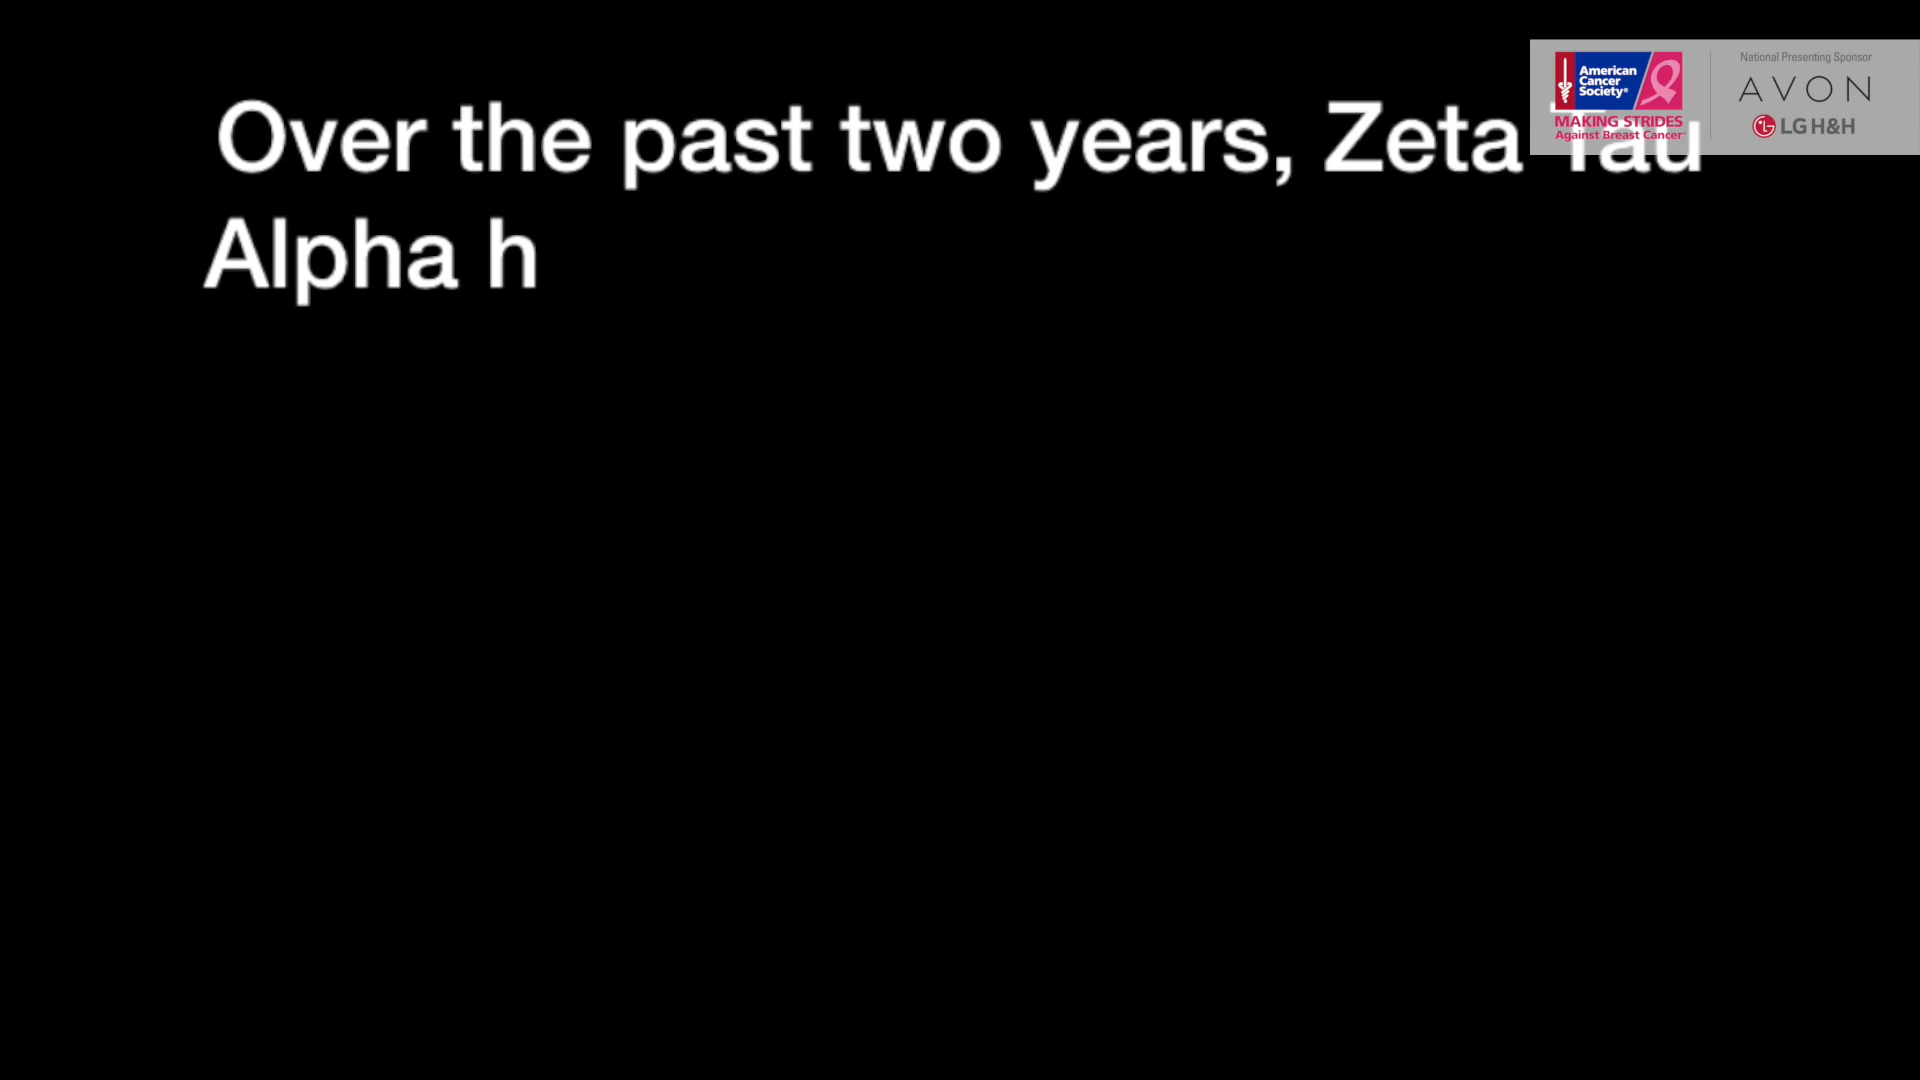 Over the past two years, Zeta Tau
Alpha h
American
Cancer
Society®
MAKING STRIDES
Against Breast Cancer
National Presenting Sponsor
AVON
LG H&H